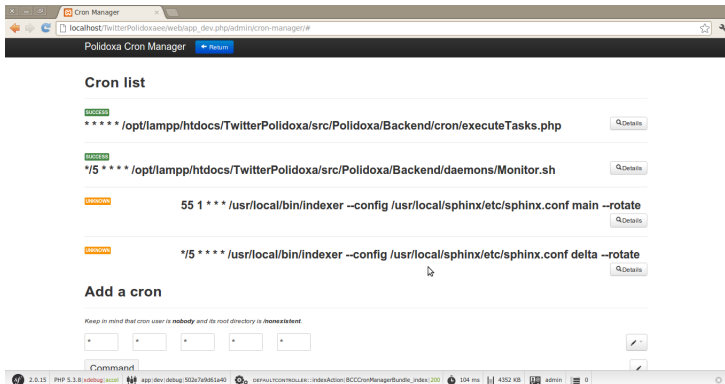 Cron Manager
localhost/TwitterPolidoxaee/web/app_dev.php/admin/cron-manager/#
Polidoxa Cron Manager Return
Cron list
SUCCESS
* * * * * /opt/lampp/htdocs/TwitterPolidoxa/src/Polidoxa/Backend/cron/executeTasks.php Details
SUCCESS
*/5 * * * * /opt/lampp/htdocs/TwitterPolidoxa/src/Polidoxa/Backend/daemons/Monitor.sh Details
UNKNOWN 55 1 * * * /usr/local/bin/indexer --config /usr/local/sphinx/etc/sphinx.conf main --rotate
Details
UNKNOWN */5 * * * * /usr/local/bin/indexer --config /usr/local/sphinx/etc/sphinx.conf delta --rotate
Details
Add a cron
Keep in mind that cron user is nobody and its root directory is /nonexistent.
* * * * *
Command
sf 2.0.15 PHP 5.3.8 xdebug accel app dev debug 502e7a9d61a40 DEFAULTCONTROLLER::indexAction BCCCronManagerBundle_index 200 104 ms 4352 KB admin 0